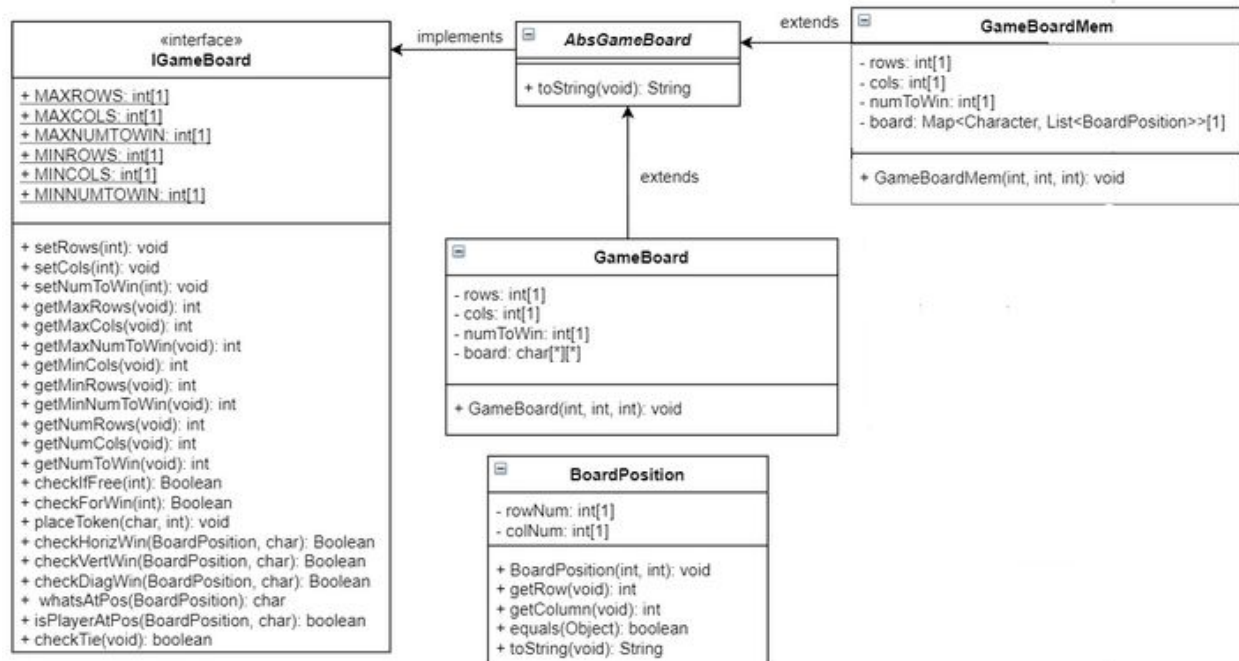 «interface»
IGameBoard
+ MAXROWS: int[1]
+ MAXCOLS: int[1]
+ MAXNUMTOWIN: int[1]
+ MINROWS: int[1]
+ MINCOLS: int[1]
+ MINNUMTOWIN: int[1]
+ setRows(int): void
+ setCols(int): void
+ setNumToWin(int): void
+ getMaxRows(void): int
+ getMaxCols(void): int
+ getMaxNumToWin(void): int
+ getMinCols(void): int
+ getMinRows(void): int
+ getMinNumToWin(void): int
+ getNumRows(void): int
+ getNumCols(void): int
+ getNumToWin(void): int
+ checkIfFree(int): Boolean
+ checkForWin(int): Boolean
+ placeToken(char, int): void
+ checkHorizWin(BoardPosition, char): Boolean
+ checkVertWin(BoardPosition, char): Boolean
+ checkDiagWin(BoardPosition, char): Boolean
+ whatsAtPos(BoardPosition): char
+ isPlayerAtPos(BoardPosition, char): boolean
+ checkTie(void): boolean
implements
AbsGameBoard
+ toString(void): String
extends
GameBoardMem
- rows: int[1]
- cols: int[1]
- numToWin: int[1]
- board: Map<Character, List<BoardPosition>>[1]
+ GameBoardMem(int, int, int): void
extends
GameBoard
- rows: int[1]
- cols: int[1]
- numToWin: int[1]
- board: char[*][*]
+ GameBoard(int, int, int): void
BoardPosition
- rowNum: int[1]
- colNum: int[1]
+ BoardPosition(int, int): void
+ getRow(void): int
+ getColumn(void): int
+ equals(Object): boolean
+ toString(void): String